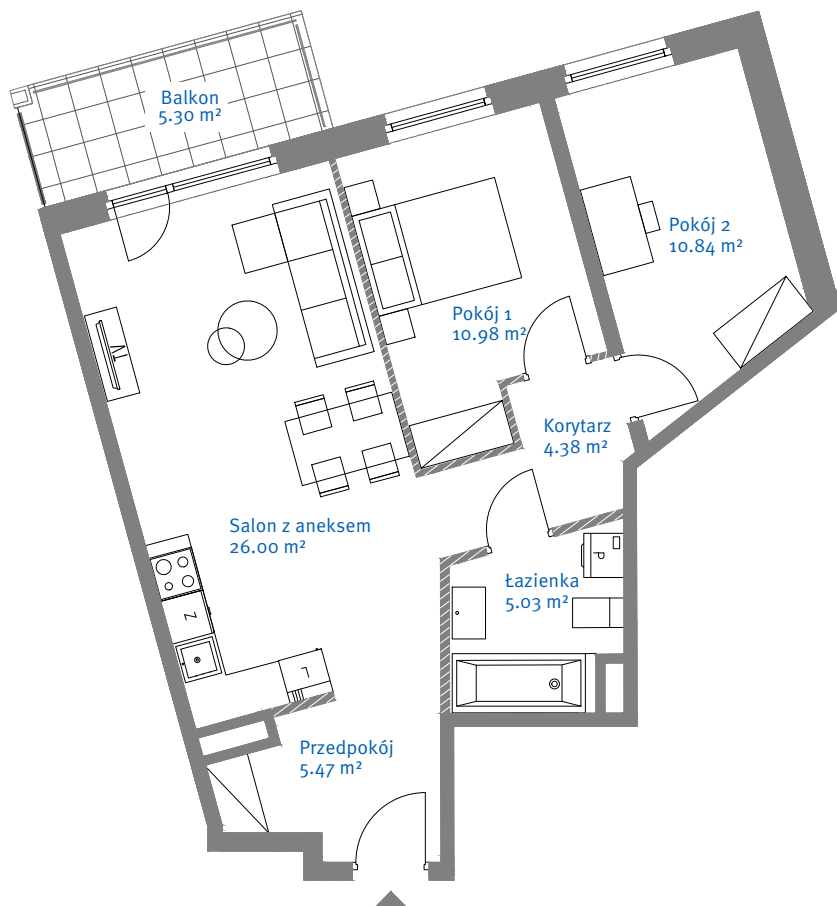 Balkon
5.30 m²
Pokój 2
10.84 m²
Pokój 1
10.98 m²
TV
Korytarz
4.38 m²
Salon z aneksem
26.00 m²
P
Łazienka
5.03 m²
Z
L
Przedpokój
5.47 m²